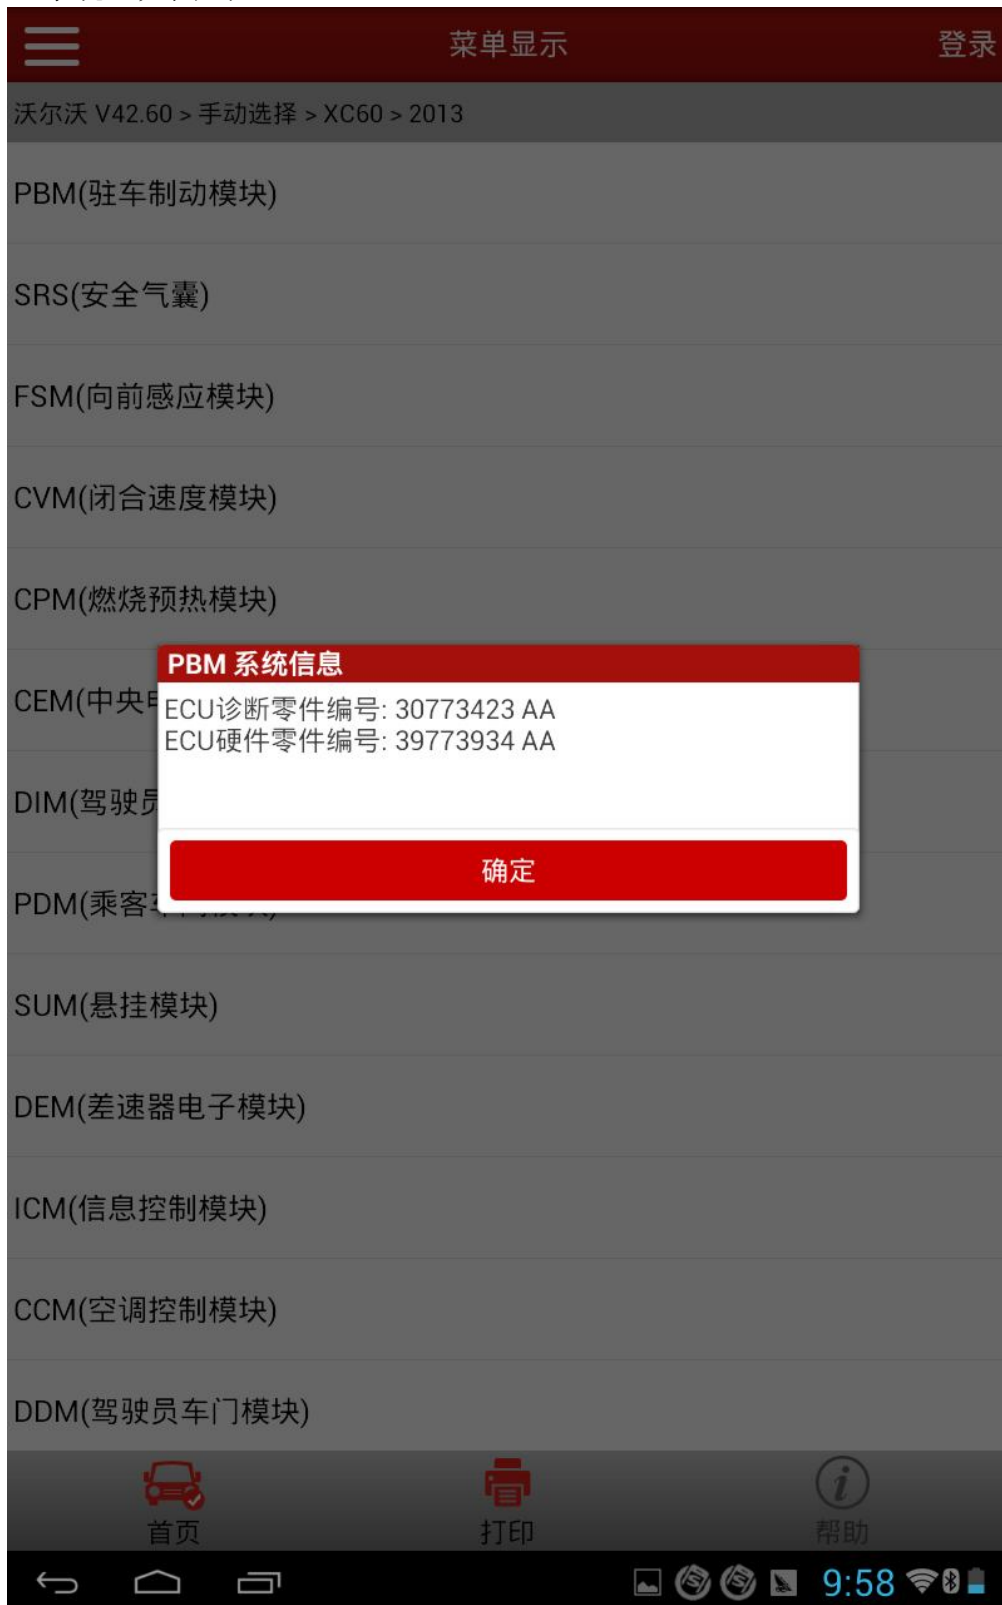 菜单显示
登录
沃尔沃 V42.60 > 手动选择 > XC60 > 2013
PBM(驻车制动模块)
SRS(安全气囊)
FSM(向前感应模块)
CVM(闭合速度模块)
CPM(燃烧预热模块)
PBM 系统信息
CEM(中央
ECU诊断零件编号: 30773423 AA
ECU硬件零件编号: 39773934 AA
DIM(驾驶员
确定
PDM(乘客
SUM(悬挂模块)
DEM(差速器电子模块)
ICM(信息控制模块)
CCM(空调控制模块)
DDM(驾驶员车门模块)
首页
打印
帮助
9:58